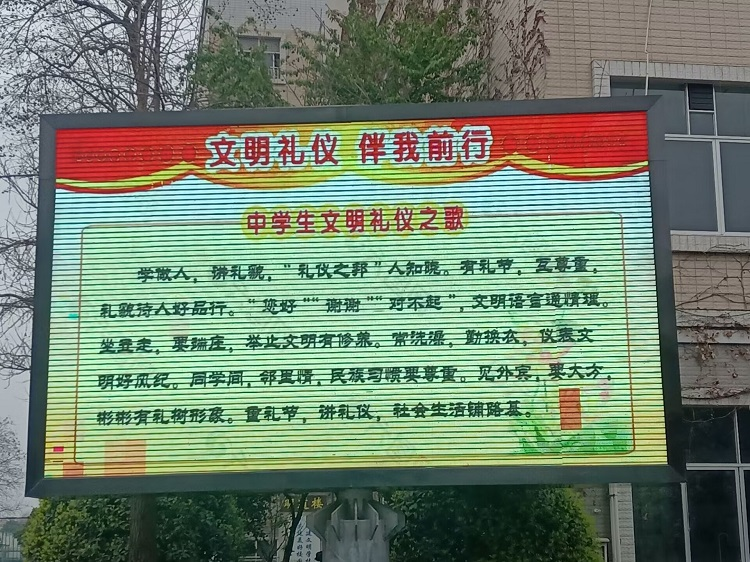 文明礼仪 伴我前行
中学生文明礼仪之歌
学做人，讲礼貌，“礼仪之邦”人知晓。有礼节，互尊重，
礼貌待人好品行。“您好”“谢谢”“对不起”，文明语言通情理。
坐立走，要端庄，举止文明有修养。常洗澡，勤换衣，仪表文
明好风纪。同学间，邻里情，民族习惯要尊重。见外宾，要大方，
彬彬有礼树形象。重礼节，讲礼仪，社会生活铺路基。
楼